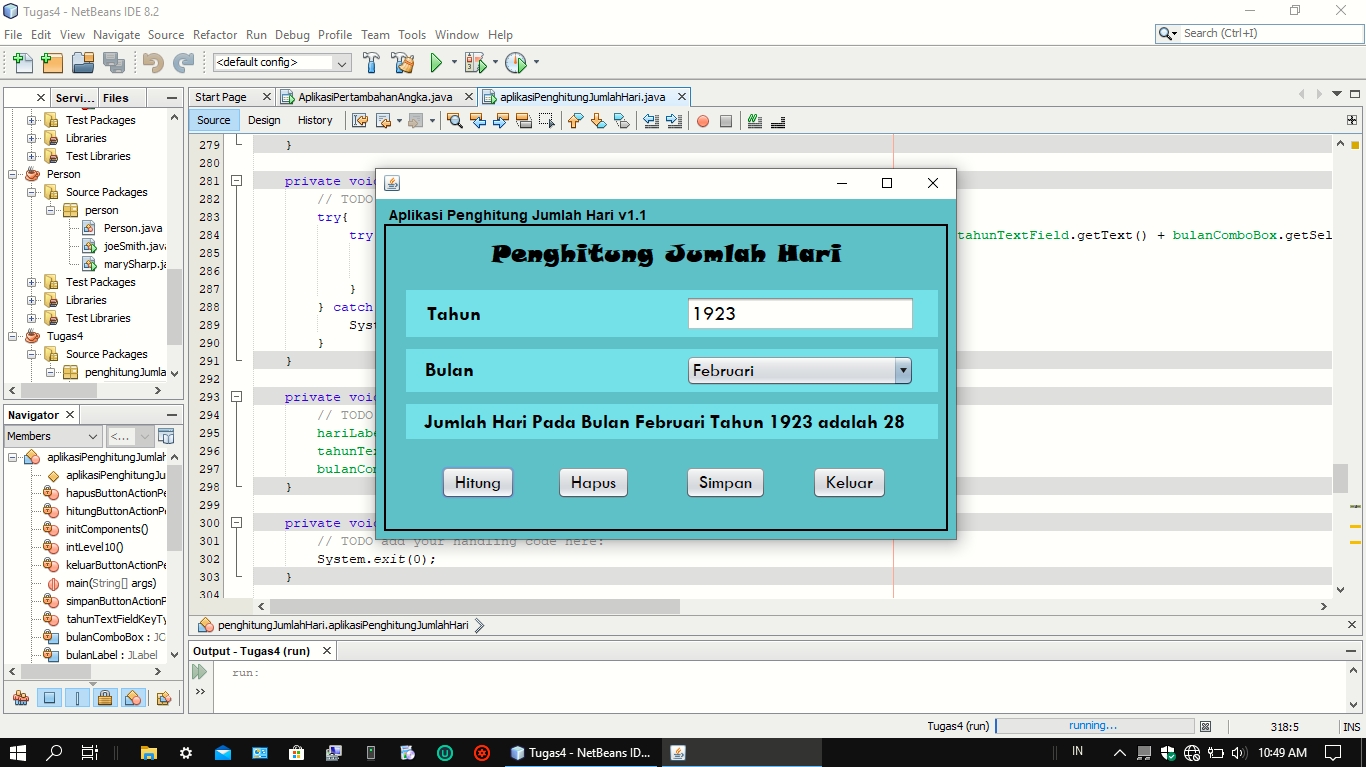 Tugas4 - NetBeans IDE 8.2
File Edit View Navigate Source Refactor Run Debug Profile Team Tools Window Help
Search (Ctrl+I)
<default config>
Servi... Files
Start Page AplikasiPertambahanAngka.java aplikasiPenghitungJumlahHari.java
Source Design History
Test Packages
Libraries
Test Libraries
Person
Source Packages
person
Person.java
joeSmith.java
marySharp.ja
Test Packages
Libraries
Test Libraries
Tugas4
Source Packages
penghitungJumla
Navigator
Members
<...
aplikasiPenghitungJumlah
aplikasiPenghitungJu
hapusButtonActionPe
hitungButtonActionPe
initComponents()
intLevel10()
keluarButtonActionPe
main(String[] args)
simpanButtonActionP
tahunTextFieldKeyTy
bulanComboBox : JC
bulanLabel : JLabel
279 }
280
281 private void
282 // TODO
283 try{
284 try tahunTextField.getText() + bulanComboBox.getSel
285
286
287 }
288 } catch
289 Sys
290 }
291 }
292
293 private void
294 // TODO
295 hariLabe
296 tahunTex
297 bulanCom
298 }
299
300 private void
301 // TODO add your handling code here:
302 System.exit(0);
303 }
304
Aplikasi Penghitung Jumlah Hari v1.1
Penghitung Jumlah Hari
Tahun 1923
Bulan Februari
Jumlah Hari Pada Bulan Februari Tahun 1923 adalah 28
Hitung Hapus Simpan Keluar
penghitungJumlahHari.aplikasiPenghitungJumlahHari
Output - Tugas4 (run)
run:
Tugas4 (run) running... 318:5 INS
Tugas4 - NetBeans ID... IN 10:49 AM